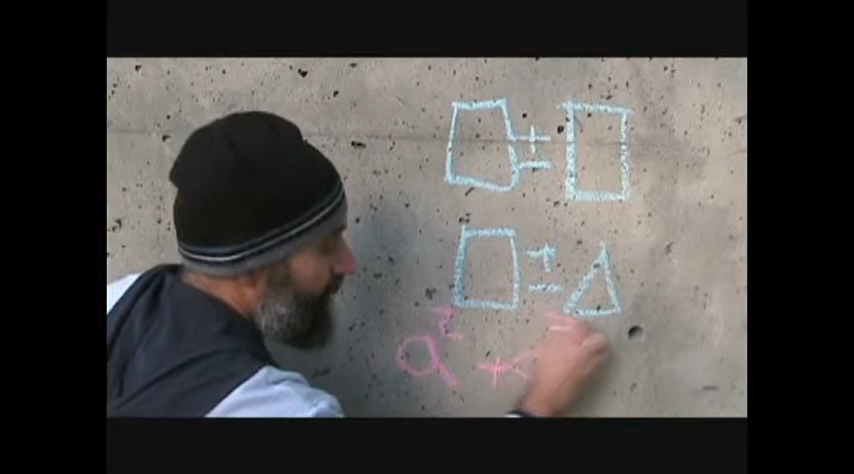 □ ± □
□ ± △
a² +